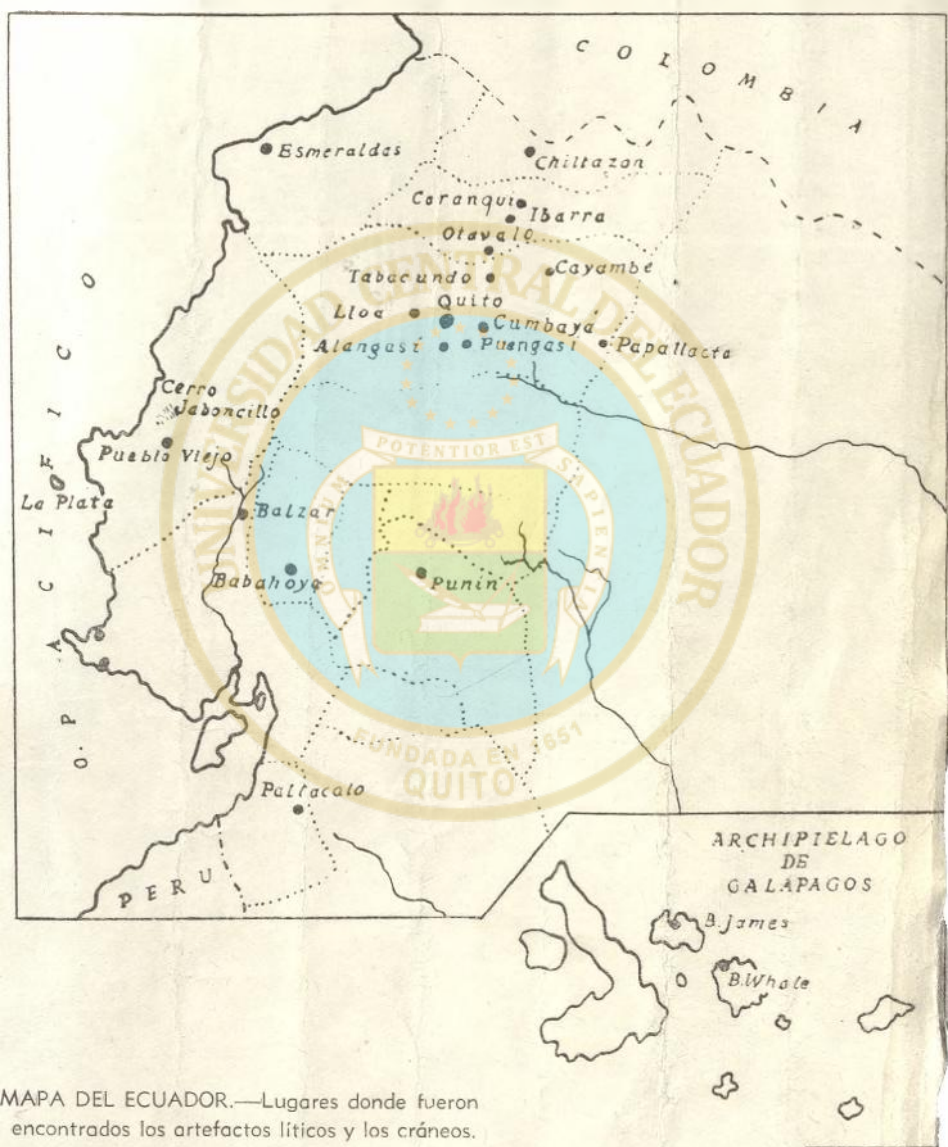 COLOMBIA
Esmeraldas
Chiltazon
Caranqui
Ibarra
Otavalo
Cayambe
Tabacundo
Quito
Lloa
Cumbayá
Alangasí
Puengasí
Papallacta
O. PACIFICO
Cerro
Jaboncillo
Pueblo Viejo
La Plata
Balzar
Babahoya
Punin
Paltacalo
PERU
UNIVERSIDAD CENTRAL DEL ECUADOR
OMNIUM POTENTIOR EST SAPIENTIA
FUNDADA EN 1651
QUITO
ARCHIPIELAGO
DE
GALAPAGOS
B. James
B. Whale
MAPA DEL ECUADOR.—Lugares donde fueron
encontrados los artefactos líticos y los cráneos.